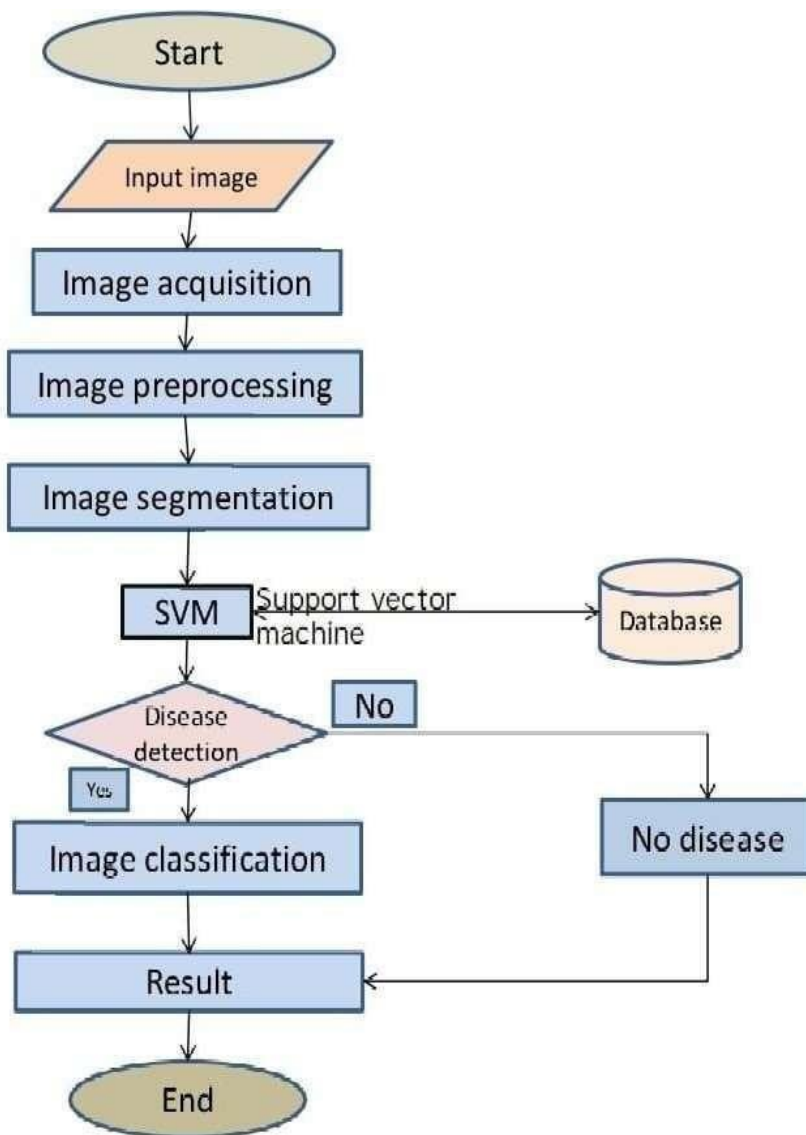 Start
Input image
Image acquisition
Image preprocessing
Image segmentation
SVM
Support vector
machine
Database
Disease
detection
No
Yes
Image classification
No disease
Result
End